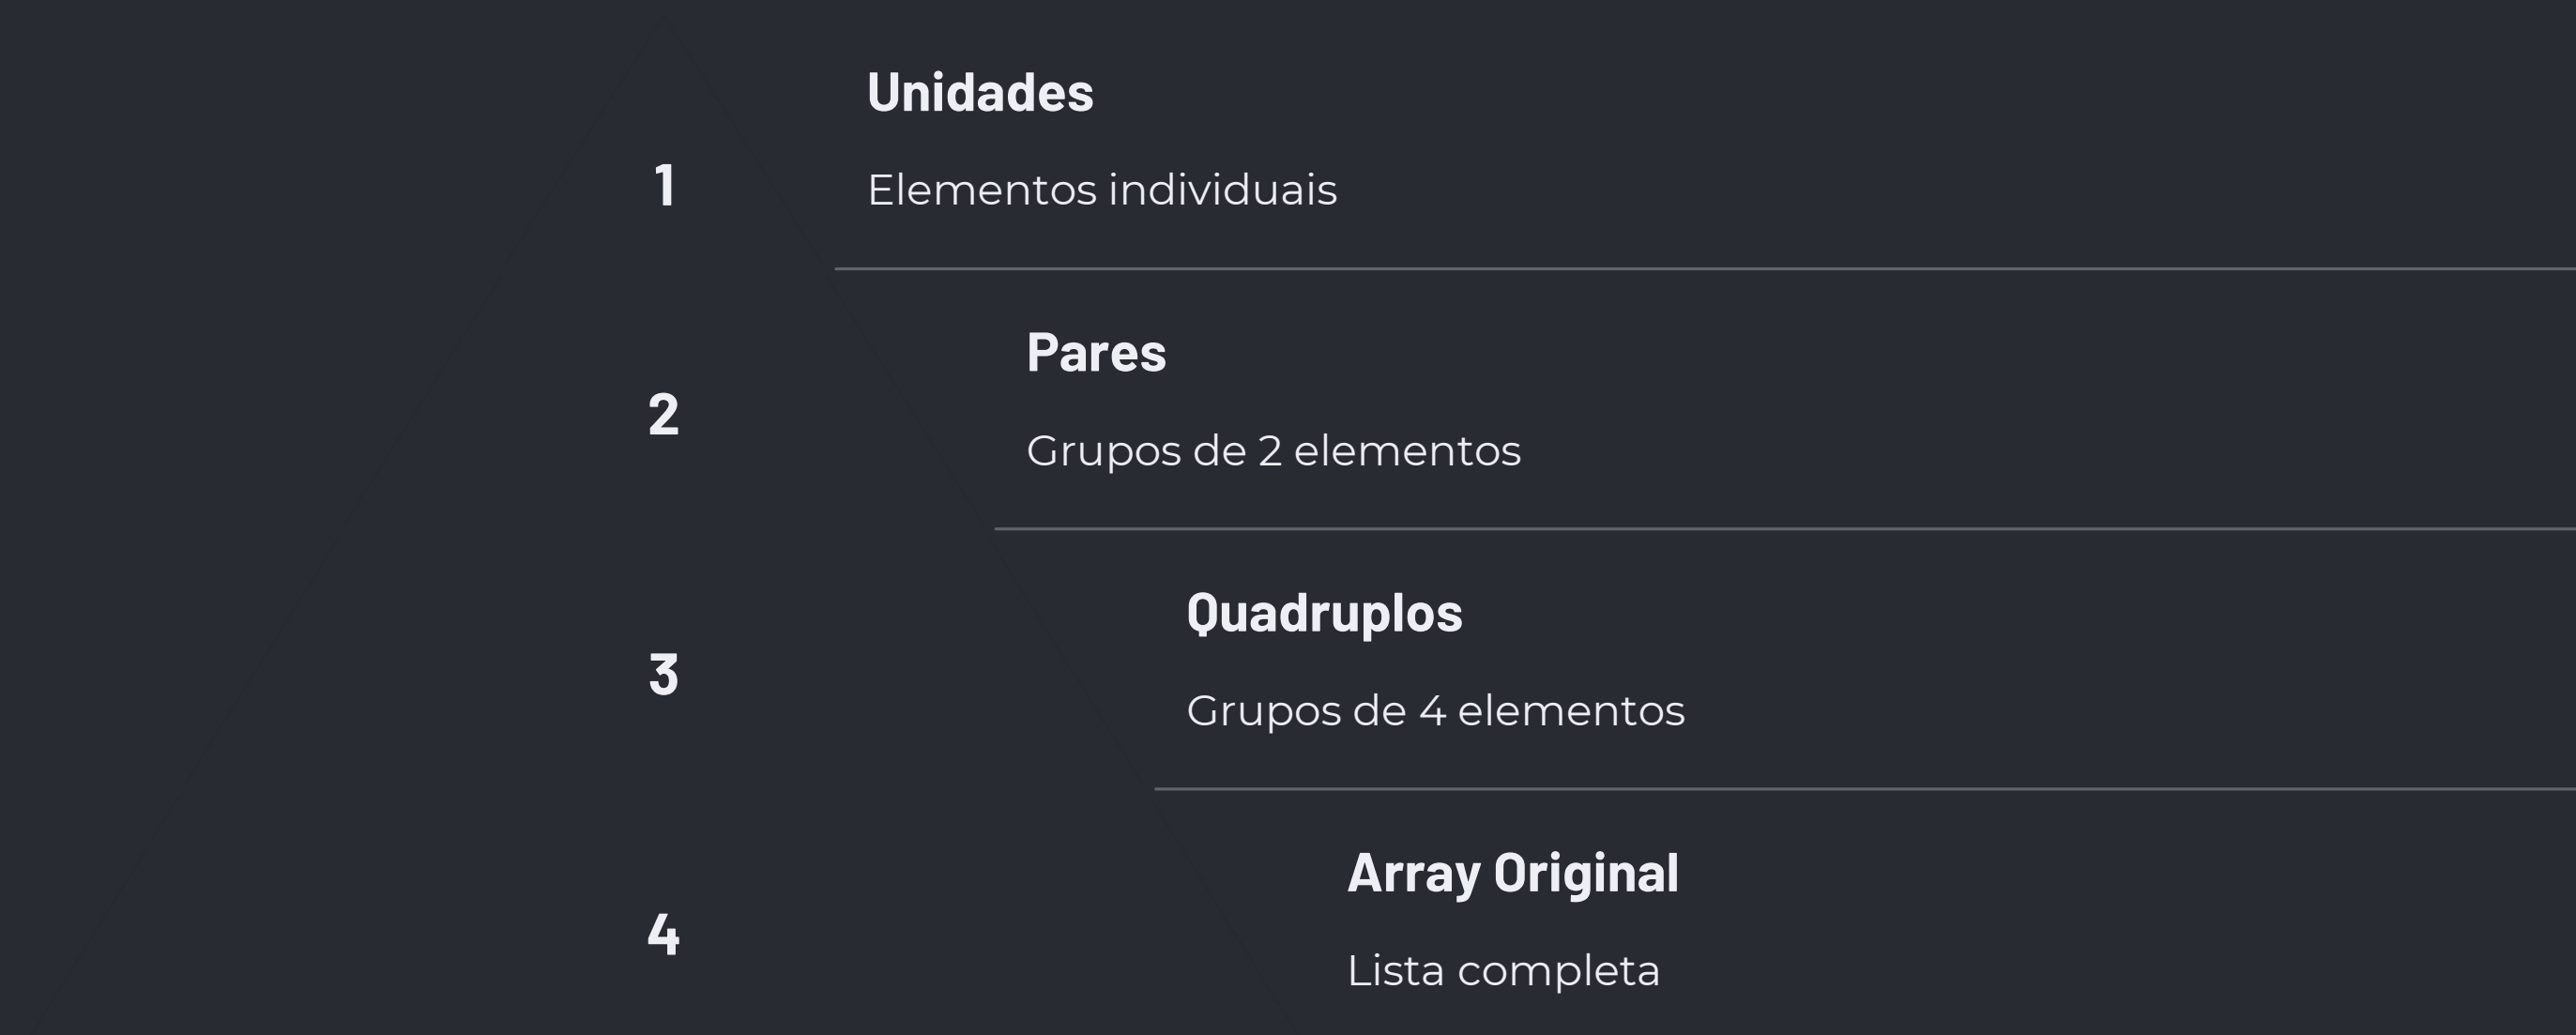 Unidades
1
Elementos individuais
Pares
2
Grupos de 2 elementos
Quadruplos
3
Grupos de 4 elementos
Array Original
4
Lista completa